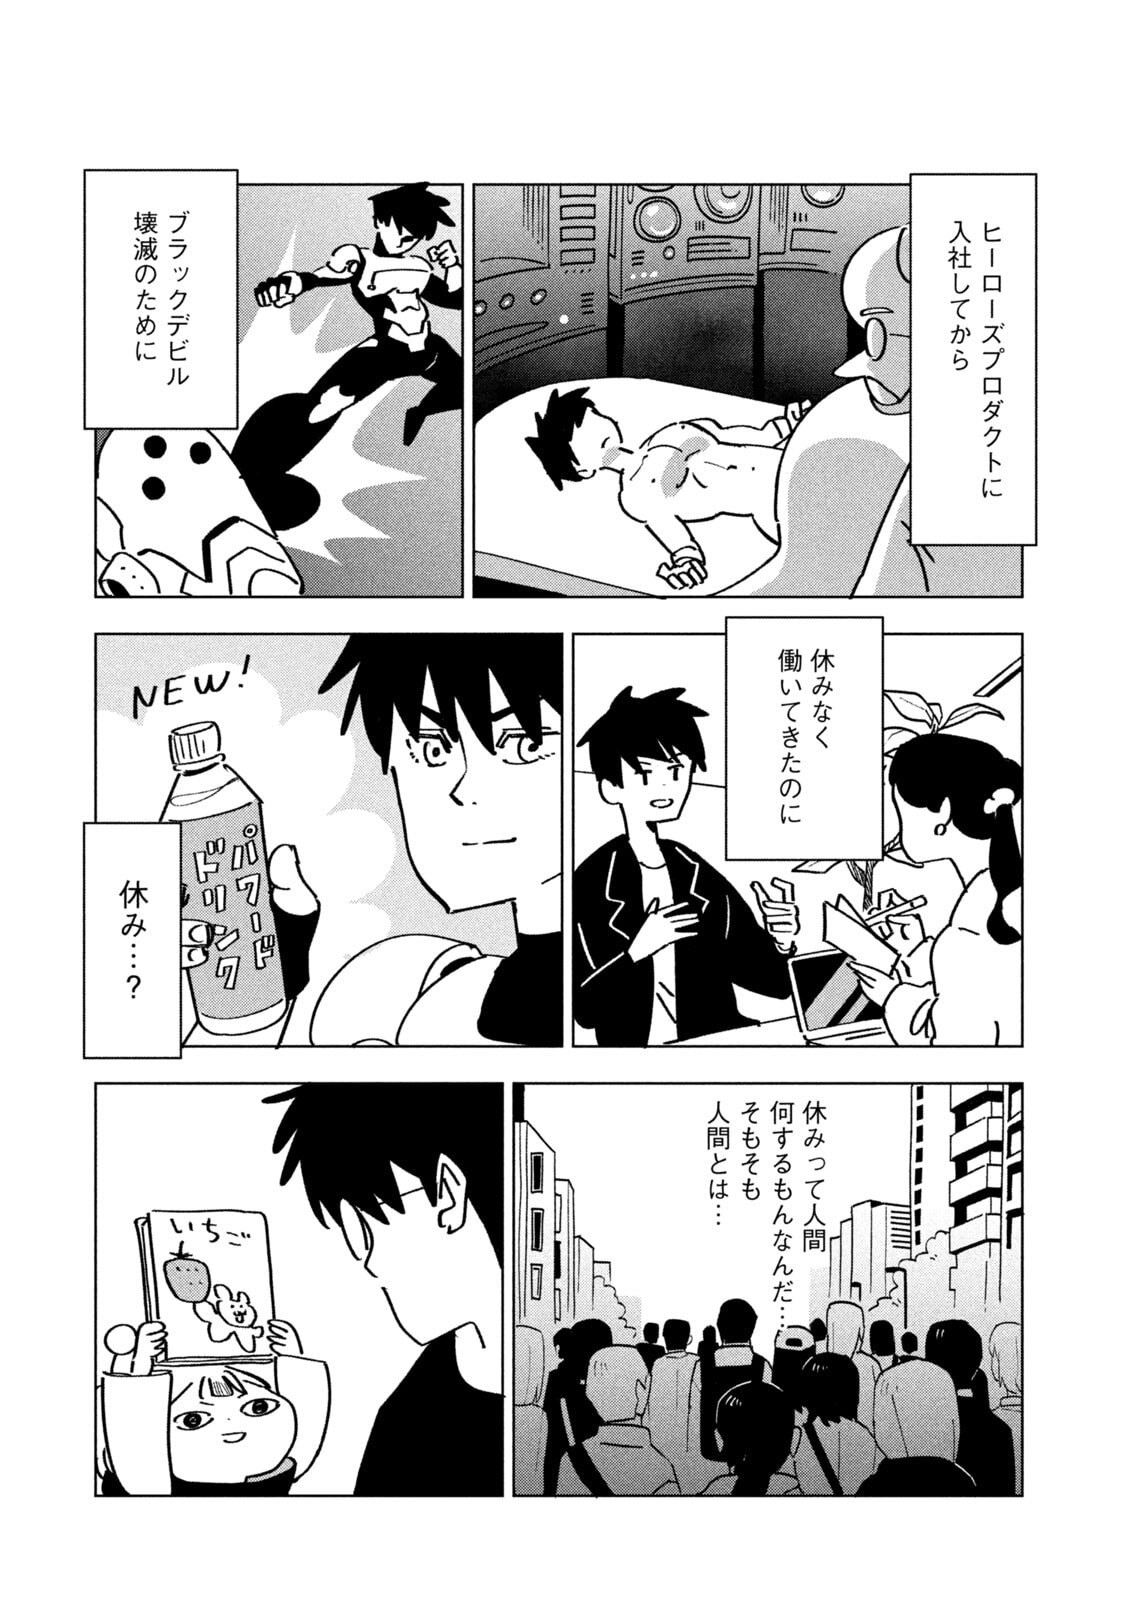 ヒーローズプロダクトに
入社してから
ブラックデビル
壊滅のために
休みなく
働いてきたのに
NEW!
パワード
ドリンク
休み…?
休みって人間
何するもんなんだ…
そもそも
人間とは…
いちご